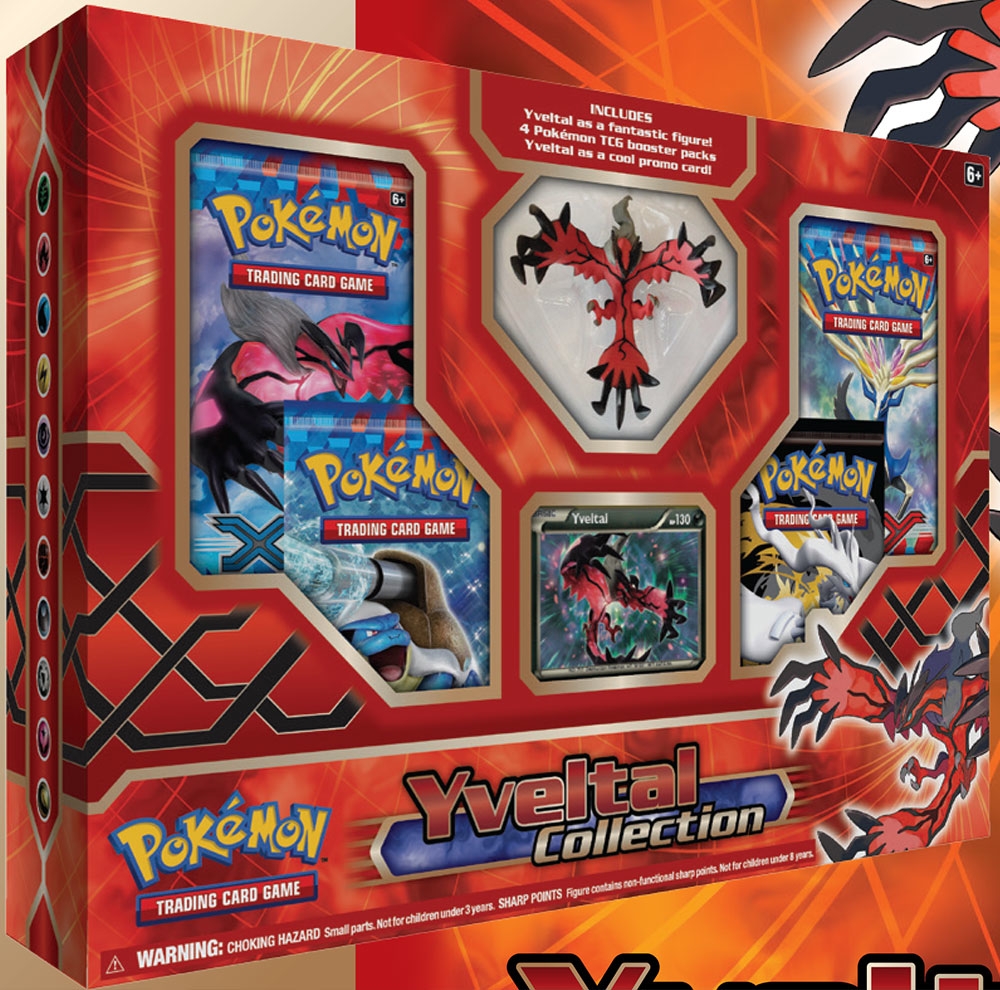 INCLUDES
Yveltal as a fantastic figure!
4 Pokémon TCG booster packs
Yveltal as a cool promo card!
6+
6+
POKéMON
TRADING CARD GAME
6+
POKéMON
TRADING CARD GAME
POKéMON
TRADING CARD GAME
POKéMON
TRADING CARD GAME
X
Yveltal
HP130
Yveltal
Collection
POKéMON™
TRADING CARD GAME
WARNING: CHOKING HAZARD Small parts. Not for children under 3 years. SHARP POINTS Figure contains non-functional sharp points. Not for children under 8 years.